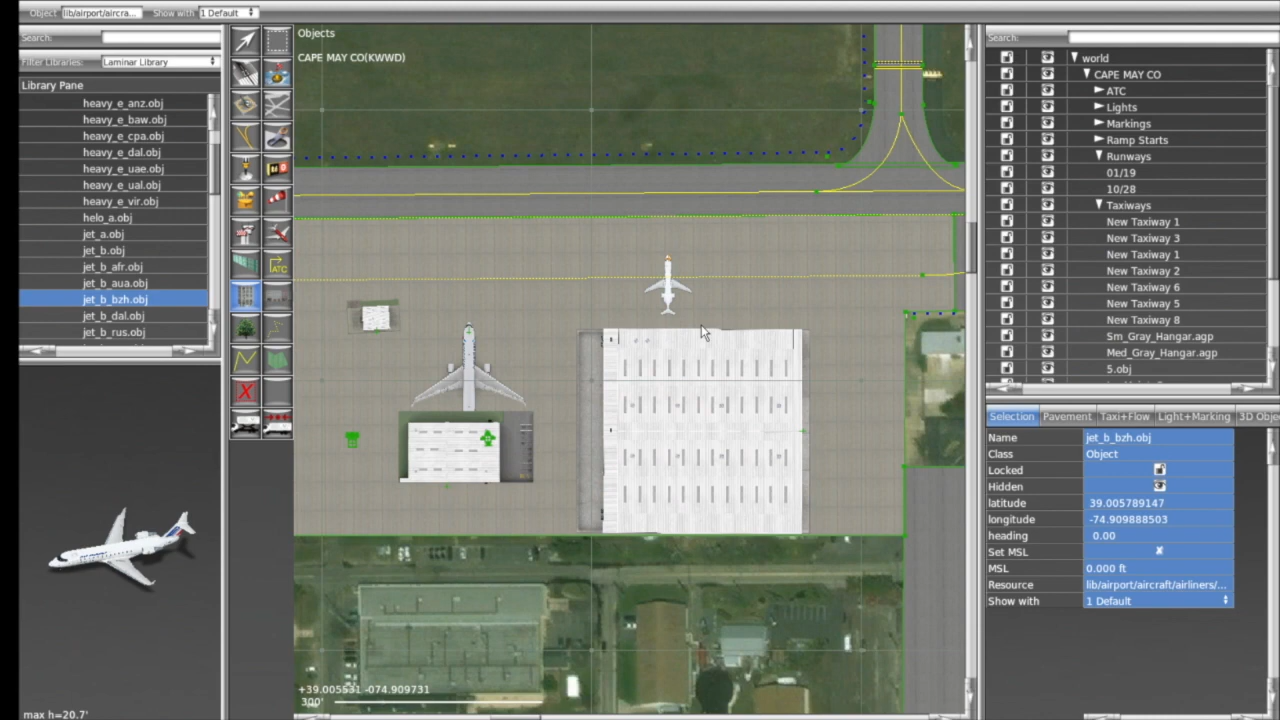 Object lib/airport/aircra... Show with 1 Default
Search:
Filter Libraries: Laminar Library
Library Pane
heavy_e_anz.obj
heavy_e_baw.obj
heavy_e_cpa.obj
heavy_e_dal.obj
heavy_e_uae.obj
heavy_e_ual.obj
heavy_e_vir.obj
helo_a.obj
jet_a.obj
jet_b.obj
jet_b_afr.obj
jet_b_aua.obj
jet_b_bzh.obj
jet_b_dal.obj
jet_b_rus.obj
max h=20.7'
ATC
Objects
CAPE MAY CO(KWWD)
+39.005531 -074.909731
300'
Search:
world
CAPE MAY CO
ATC
Lights
Markings
Ramp Starts
Runways
01/19
10/28
Taxiways
New Taxiway 1
New Taxiway 3
New Taxiway 1
New Taxiway 2
New Taxiway 6
New Taxiway 5
New Taxiway 8
Sm_Gray_Hangar.agp
Med_Gray_Hangar.agp
5.obj
Selection Pavement Taxi+Flow Light+Marking 3D Obje
Name jet_b_bzh.obj
Class Object
Locked
Hidden
latitude 39.005789147
longitude -74.909888503
heading 0.00
Set MSL
MSL 0.000 ft
Resource lib/airport/aircraft/airliners/...
Show with 1 Default